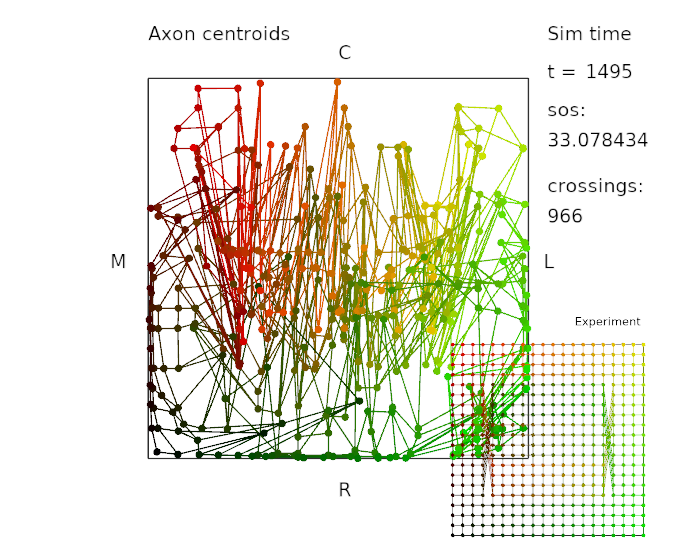 Axon centroids
C
Sim time
t = 1495
sos:
33.078434
crossings:
966
M
L
Experiment
R